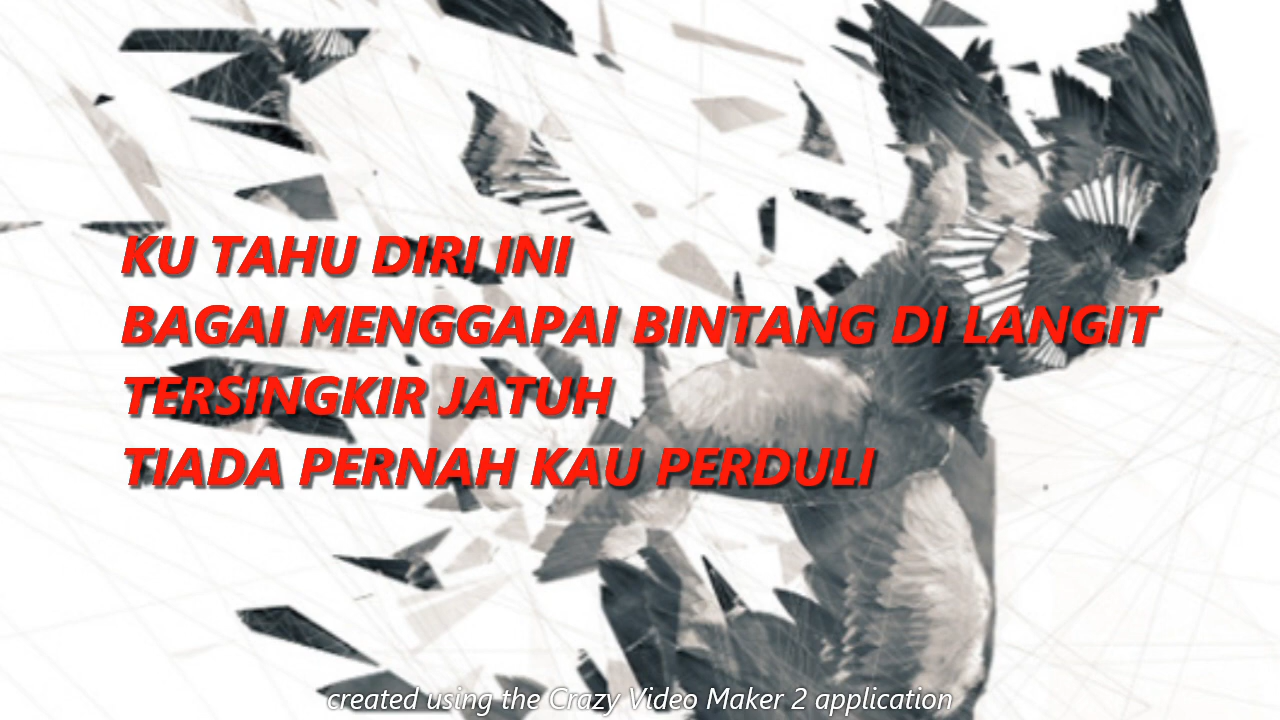 KU TAHU DIRI INI
BAGAI MENGGAPAI BINTANG DI LANGIT
TERSINGKIR JATUH
TIADA PERNAH KAU PERDULI
created using the Crazy Video Maker 2 application